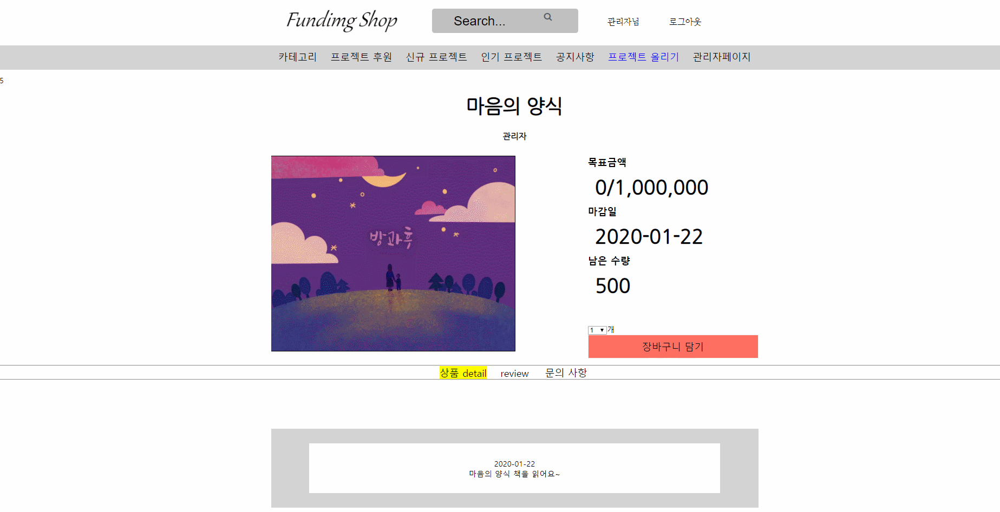 Fundimg Shop
Search...
관리자님 로그아웃
카테고리 프로젝트 후원 신규 프로젝트 인기 프로젝트 공지사항 프로젝트 올리기 관리자페이지
5
마음의 양식
관리자
방과후
목표금액
0/1,000,000
마감일
2020-01-22
남은 수량
500
1 개
장바구니 담기
상품 detail review 문의 사항
2020-01-22
마음의 양식 책을 읽어요~